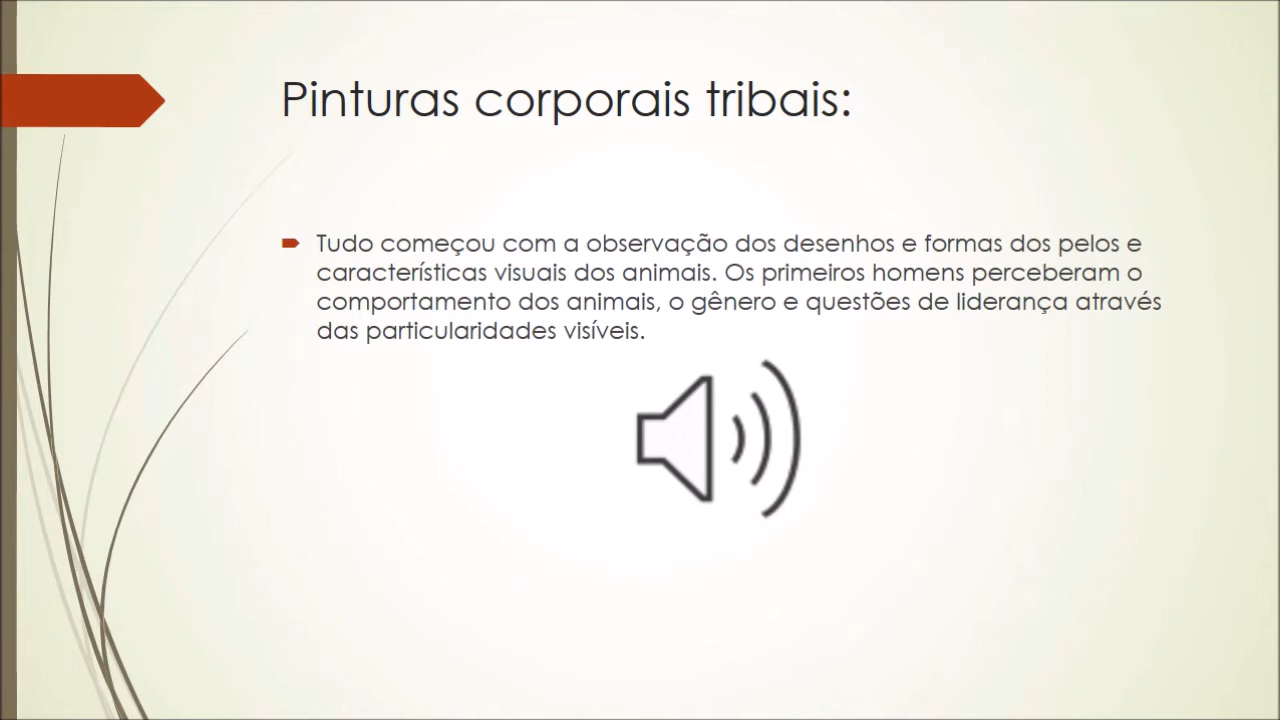 Pinturas corporais tribais:
Tudo começou com a observação dos desenhos e formas dos pelos e
características visuais dos animais. Os primeiros homens perceberam o
comportamento dos animais, o gênero e questões de liderança através
das particularidades visíveis.